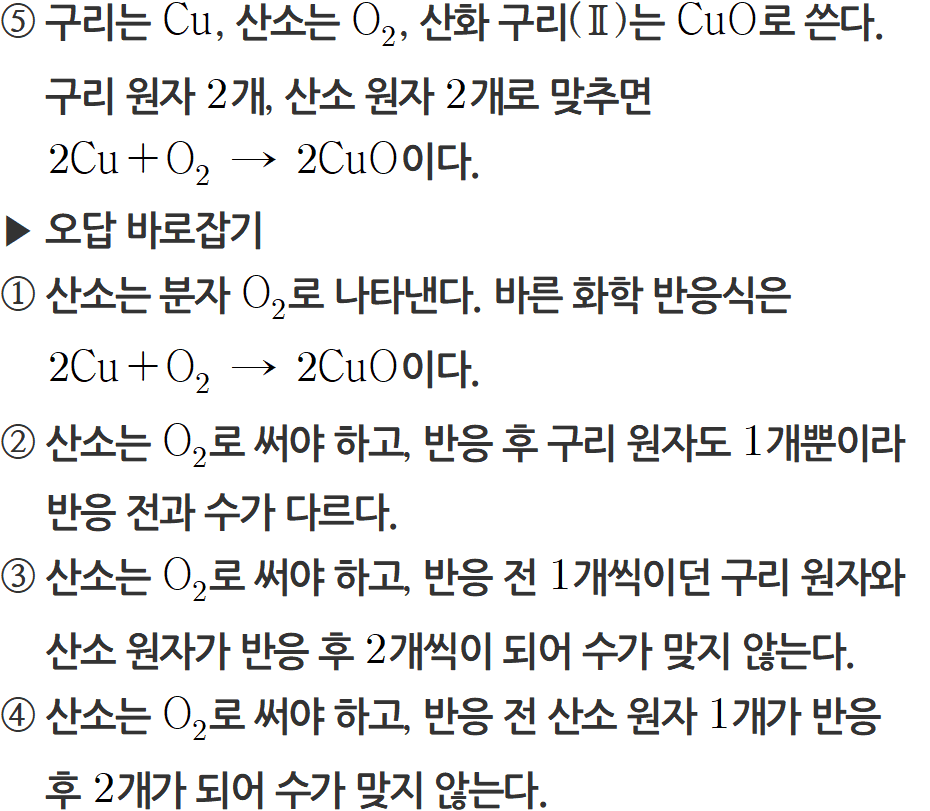 ⑤ 구리는 Cu, 산소는 O₂, 산화 구리(Ⅱ)는 CuO로 쓴다.
구리 원자 2개, 산소 원자 2개로 맞추면
2Cu+O₂ → 2CuO이다.
▶ 오답 바로잡기
① 산소는 분자 O₂로 나타낸다. 바른 화학 반응식은
2Cu+O₂ → 2CuO이다.
② 산소는 O₂로 써야 하고, 반응 후 구리 원자도 1개뿐이라
반응 전과 수가 다르다.
③ 산소는 O₂로 써야 하고, 반응 전 1개씩이던 구리 원자와
산소 원자가 반응 후 2개씩이 되어 수가 맞지 않는다.
④ 산소는 O₂로 써야 하고, 반응 전 산소 원자 1개가 반응
후 2개가 되어 수가 맞지 않는다.